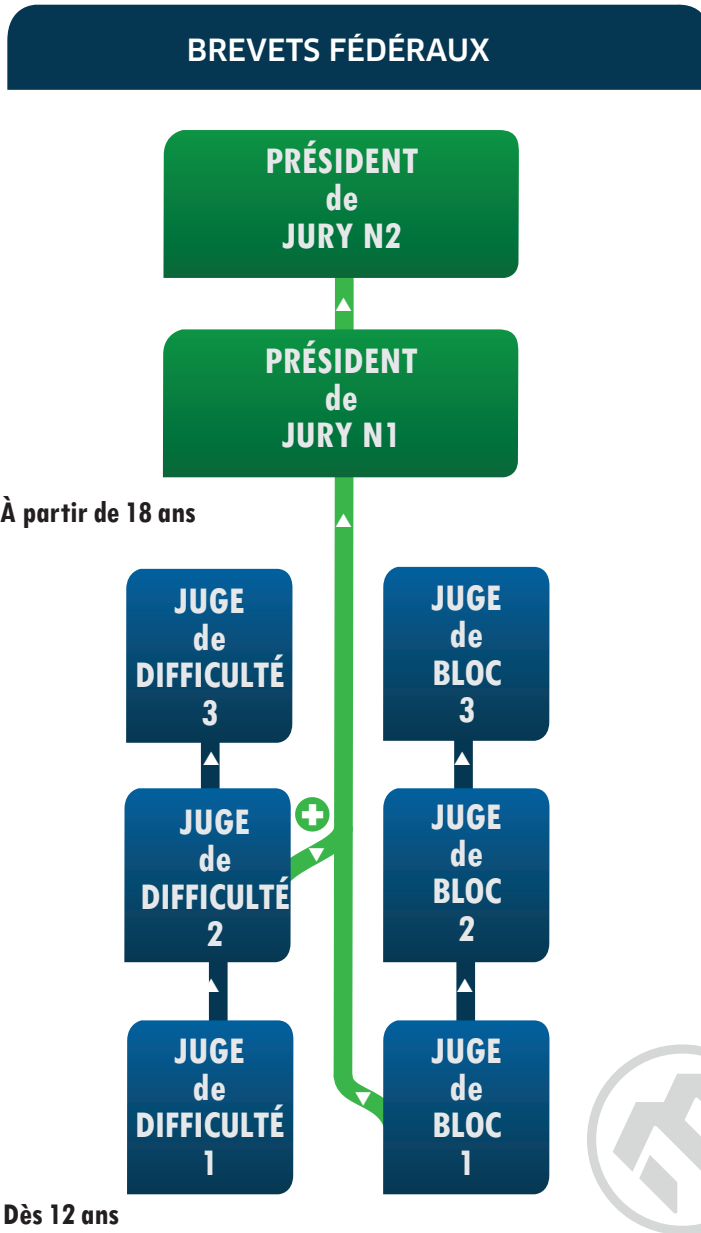 BREVETS FÉDÉRAUX
PRÉSIDENT
de
JURY N2
PRÉSIDENT
de
JURY N1
À partir de 18 ans
JUGE
de
DIFFICULTÉ
3
JUGE
de
BLOC
3
JUGE
de
DIFFICULTÉ
2
JUGE
de
BLOC
2
JUGE
de
DIFFICULTÉ
1
JUGE
de
BLOC
1
Dès 12 ans